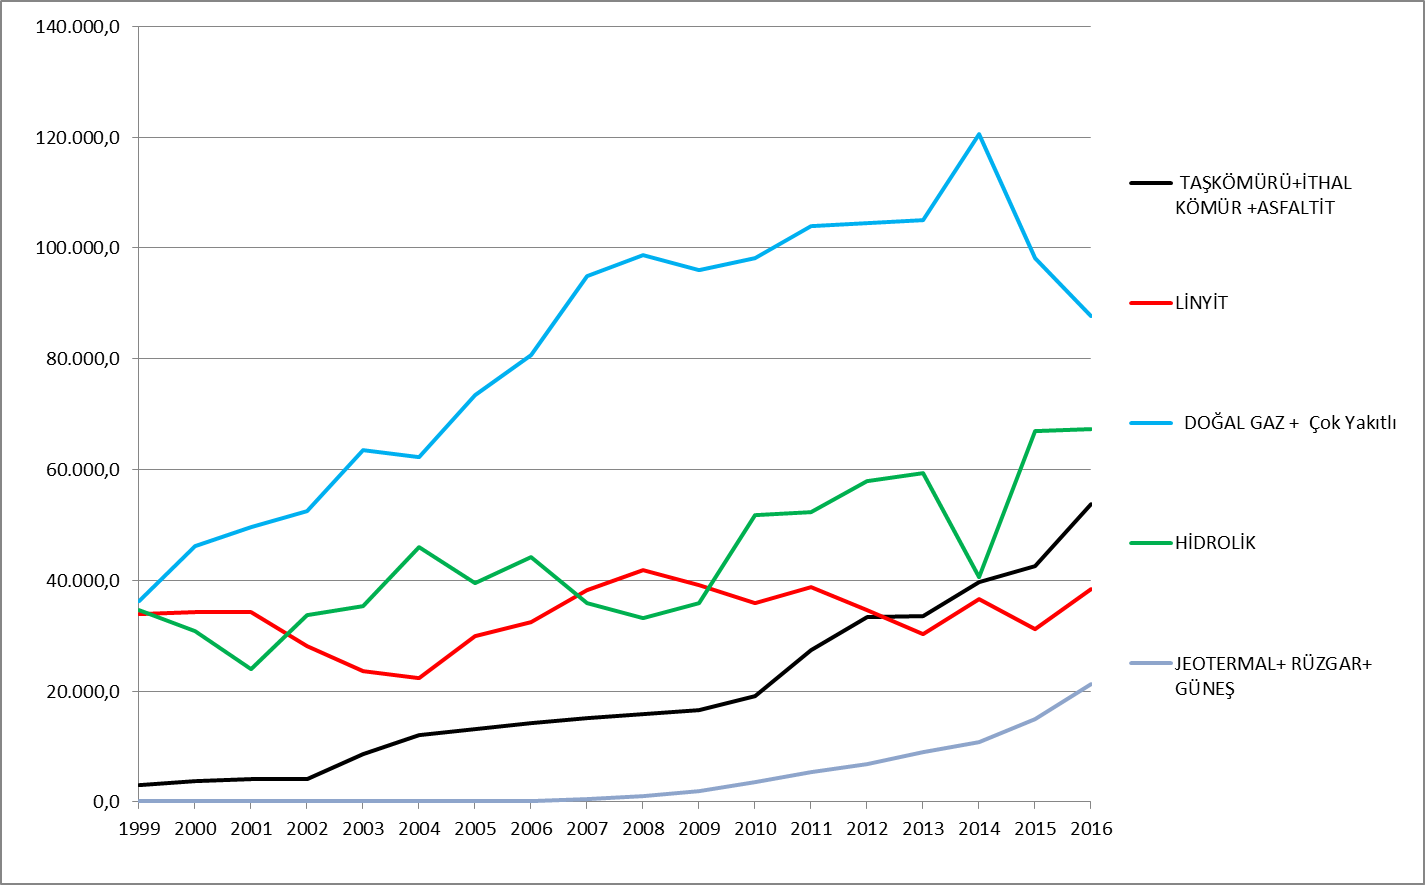 140.000,0
120.000,0
100.000,0
80.000,0
60.000,0
40.000,0
20.000,0
0,0
1999 2000 2001 2002 2003 2004 2005 2006 2007 2008 2009 2010 2011 2012 2013 2014 2015 2016
TAŞKÖMÜRÜ+İTHAL
KÖMÜR +ASFALTİT
LİNYİT
DOĞAL GAZ + Çok Yakıtlı
HİDROLİK
JEOTERMAL+ RÜZGAR+
GÜNEŞ